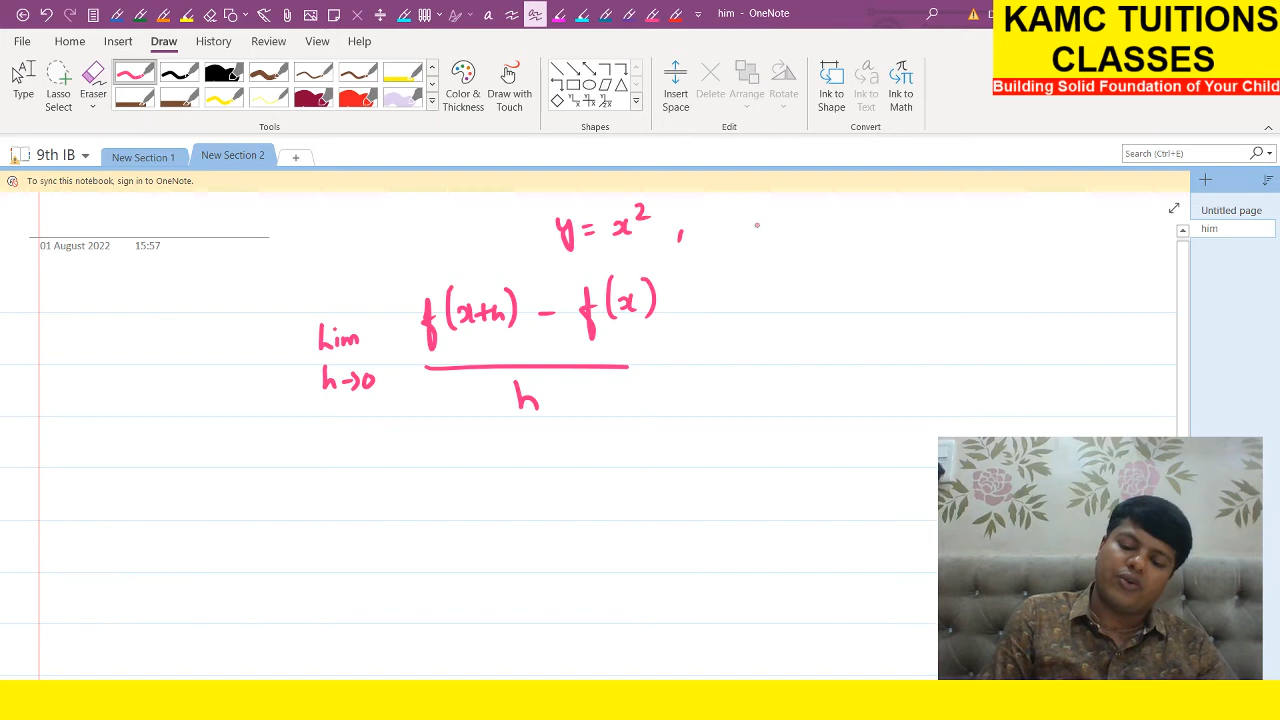 him - OneNote
KAMC TUITIONS
CLASSES
Building Solid Foundation of Your Child
File Home Insert Draw History Review View Help
Type
Lasso Select
Eraser
Color & Thickness
Draw with Touch
Insert Space
Delete
Arrange
Rotate
Ink to Shape
Ink to Text
Ink to Math
Tools Shapes Edit Convert
9th IB New Section 1 New Section 2 +
Search (Ctrl+E)
To sync this notebook, sign in to OneNote.
Untitled page
him
01 August 2022 15:57
y = x² ,
lim h→0 f(x+h) - f(x)
h